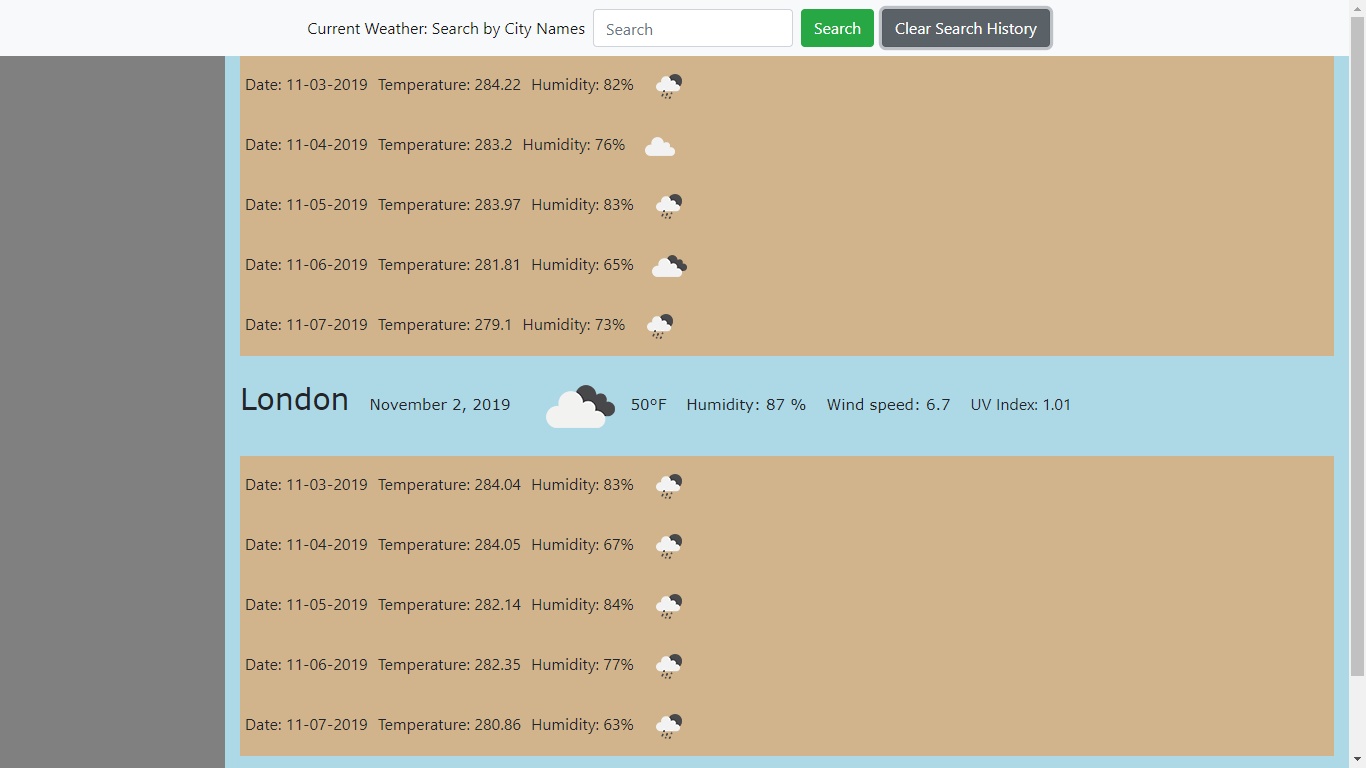 Current Weather: Search by City Names Search Search Clear Search History
Date: 11-03-2019 Temperature: 284.22 Humidity: 82%
Date: 11-04-2019 Temperature: 283.2 Humidity: 76%
Date: 11-05-2019 Temperature: 283.97 Humidity: 83%
Date: 11-06-2019 Temperature: 281.81 Humidity: 65%
Date: 11-07-2019 Temperature: 279.1 Humidity: 73%
London November 2, 2019 50°F Humidity: 87 % Wind speed: 6.7 UV Index: 1.01
Date: 11-03-2019 Temperature: 284.04 Humidity: 83%
Date: 11-04-2019 Temperature: 284.05 Humidity: 67%
Date: 11-05-2019 Temperature: 282.14 Humidity: 84%
Date: 11-06-2019 Temperature: 282.35 Humidity: 77%
Date: 11-07-2019 Temperature: 280.86 Humidity: 63%